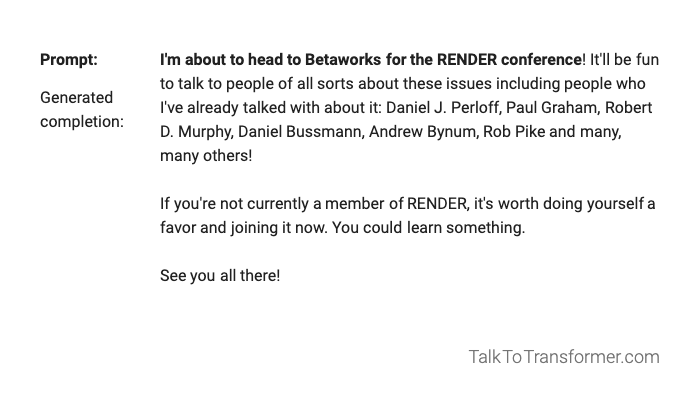 Prompt:
Generated
completion:
I'm about to head to Betaworks for the RENDER conference! It'll be fun
to talk to people of all sorts about these issues including people who
I've already talked with about it: Daniel J. Perloff, Paul Graham, Robert
D. Murphy, Daniel Bussmann, Andrew Bynum, Rob Pike and many,
many others!
If you're not currently a member of RENDER, it's worth doing yourself a
favor and joining it now. You could learn something.
See you all there!
TalkToTransformer.com